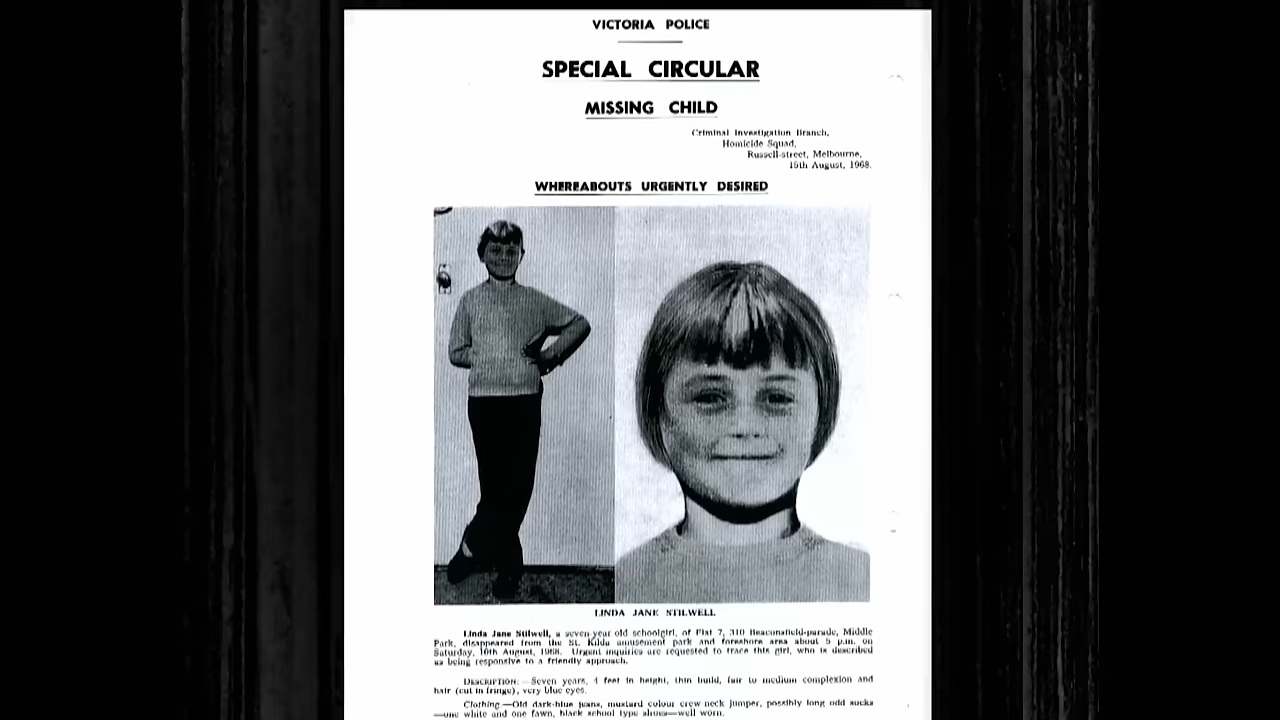 VICTORIA POLICE
SPECIAL CIRCULAR
MISSING CHILD
Criminal Investigation Branch,
Homicide Squad,
Russell-street, Melbourne,
15th August, 1968.
WHEREABOUTS URGENTLY DESIRED
LINDA JANE STILWELL
Linda Jane Stilwell, a seven year old schoolgirl, of Flat 7, 310 Beaconsfield-parade, Middle
Park, disappeared from the St. Kilda amusement park and foreshore area about 5 p.m. on
Saturday, 10th August, 1968. Urgent inquiries are requested to trace this girl, who is described
as being responsive to a friendly approach.
DESCRIPTION:—Seven years, 4 feet in height, thin build, fair to medium complexion and
hair (cut in fringe), very blue eyes.
Clothing.—Old dark-blue jeans, mustard colour crew neck jumper, possibly long odd socks
—one white and one fawn, black school type shoes—well worn.